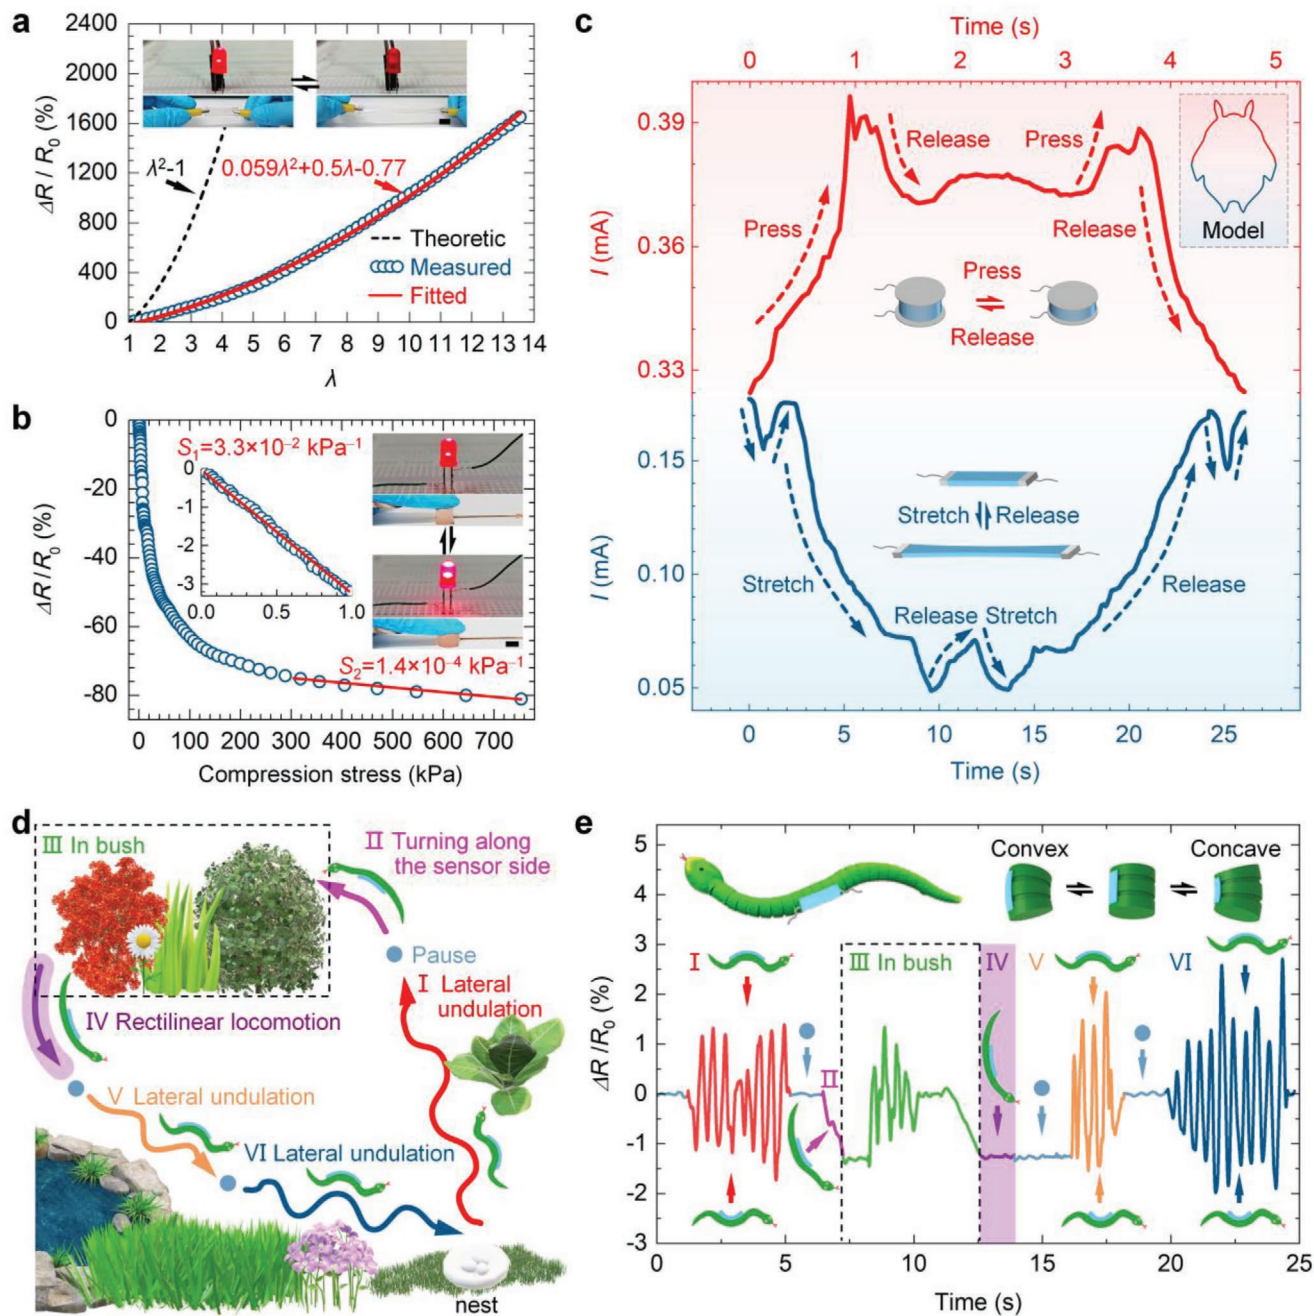 a
2400
2000
1600
1200
800
400
0
ΔR / R₀ (%)
λ²-1
0.059λ²+0.5λ-0.77
Theoretic
Measured
Fitted
1 2 3 4 5 6 7 8 9 10 11 12 13 14
λ
b
0
-20
-40
-60
-80
ΔR/R₀ (%)
S₁=3.3×10⁻² kPa⁻¹
0
-1
-2
-3
0.0 0.5 1.0
S₂=1.4×10⁻⁴ kPa⁻¹
0 100 200 300 400 500 600 700
Compression stress (kPa)
c
Time (s)
0 1 2 3 4 5
0.39
0.36
0.33
I (mA)
Press
Release
Press
Release
Model
Press
Release
0.15
0.10
0.05
I (mA)
Stretch Release
Stretch
Release Stretch
Release
0 5 10 15 20 25
Time (s)
d
III In bush
II Turning along
the sensor side
Pause
I Lateral
undulation
IV Rectilinear locomotion
V Lateral undulation
VI Lateral undulation
nest
e
5
4
3
2
1
0
-1
-2
-3
ΔR /R₀ (%)
Convex
Concave
I
II
III In bush
IV
V
VI
0 5 10 15 20 25
Time (s)